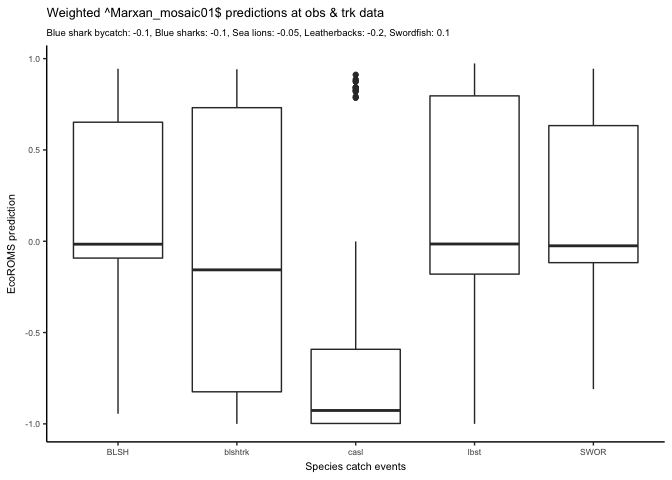 Weighted ^Marxan_mosaic01$ predictions at obs & trk data
Blue shark bycatch: -0.1, Blue sharks: -0.1, Sea lions: -0.05, Leatherbacks: -0.2, Swordfish: 0.1
1.0
0.5
0.0
-0.5
-1.0
EcoROMS prediction
BLSH blshtrk casl lbst SWOR
Species catch events